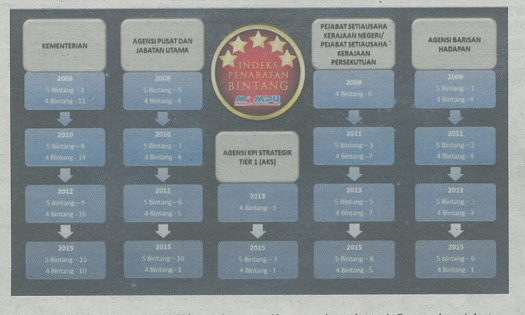 KEMENTERIAN
2008
5 Bintang - 1
4 Bintang - 11
2010
5 Bintang - 8
4 Bintang - 14
2012
5 Bintang - 9
4 Bintang - 16
2015
5 Bintang - 15
4 Bintang - 10
AGENSI PUSAT DAN
JABATAN UTAMA
2008
5 Bintang - 5
4 Bintang - 4
2010
5 Bintang - 7
4 Bintang - 4
2012
5 Bintang - 6
4 Bintang - 5
2015
5 Bintang - 10
4 Bintang - 1
INDEKS
PENARAFAN
BINTANG
MAMPU
AGENSI KPI STRATEGIK
TIER 1 (AKS)
2013
4 Bintang - 3
2015
5 Bintang - 3
4 Bintang - 1
PEJABAT SETIAUSAHA
KERAJAAN NEGERI/
PEJABAT SETIAUSAHA
KERAJAAN
PERSEKUTUAN
2009
4 Bintang - 6
2011
5 Bintang - 3
4 Bintang - 7
2013
5 Bintang - 5
4 Bintang - 7
2015
5 Bintang - 8
4 Bintang - 5
AGENSI BARISAN
HADAPAN
2009
5 Bintang - 1
4 Bintang - 4
2011
5 Bintang - 2
4 Bintang - 4
2013
5 Bintang
4 Bintang
2015
5 Bintang - 6
4 Bintang - 1